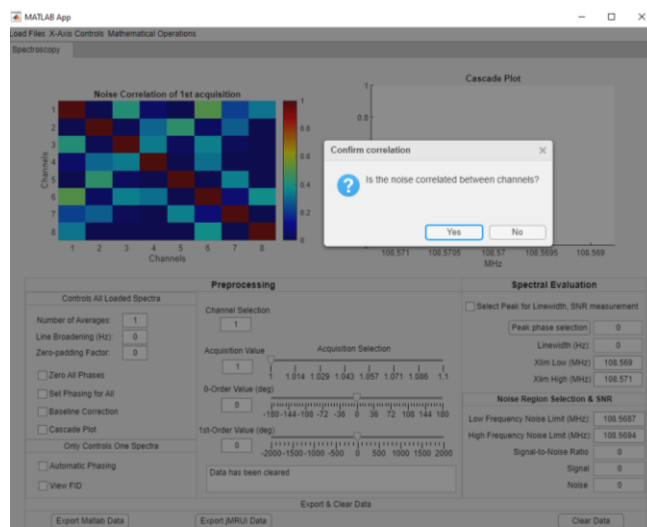 MATLAB App
Load Files X-Axis Controls Mathematical Operations
Spectroscopy
Noise Correlation of 1st acquisition
1
2
3
4
5
6
7
8
Channels
1 2 3 4 5 6 7 8
Channels
1
0.8
0.6
0.4
0.2
0
Cascade Plot
1
0.8
0
108.571 108.5705 108.57 108.5695 108.569
MHz
Confirm correlation
Is the noise correlated between channels?
Yes No
Preprocessing
Controls All Loaded Spectra
Number of Averages: 1
Line Broadening (Hz): 0
Zero-padding Factor: 0
Zero All Phases
Set Phasing for All
Baseline Correction
Cascade Plot
Only Controls One Spectra
Automatic Phasing
View FID
Channel Selection
1
Acquisition Value Acquisition Selection
1
1 1.014 1.029 1.043 1.057 1.071 1.086 1.1
0-Order Value (deg)
0
-180-144-108 -72 -36 0 36 72 108 144 180
1st-Order Value (deg)
0
-2000-1500-1000 -500 0 500 1000 1500 2000
Data has been cleared
Spectral Evaluation
Select Peak for Linewidth, SNR measurement
Peak phase selection 0
Linewidth (Hz) 0
Xlim Low (MHz) 108.569
Xlim High (MHz) 108.571
Noise Region Selection & SNR
Low Frequency Noise Limit (MHz) 108.5687
High Frequency Noise Limit (MHz) 108.5694
Signal-to-Noise Ratio 0
Signal 0
Noise 0
Export & Clear Data
Export Matlab Data Export jMRUI Data Clear Data